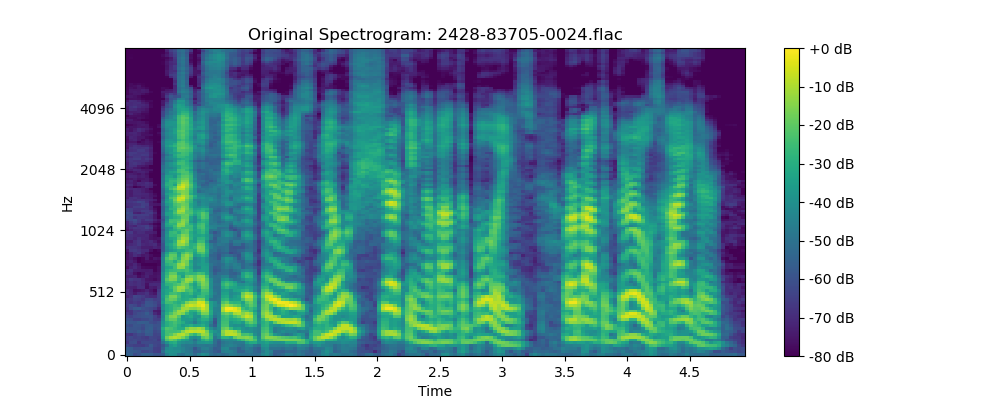 Original Spectrogram: 2428-83705-0024.flac
Hz
4096
2048
1024
512
0
0 0.5 1 1.5 2 2.5 3 3.5 4 4.5
Time
+0 dB
-10 dB
-20 dB
-30 dB
-40 dB
-50 dB
-60 dB
-70 dB
-80 dB